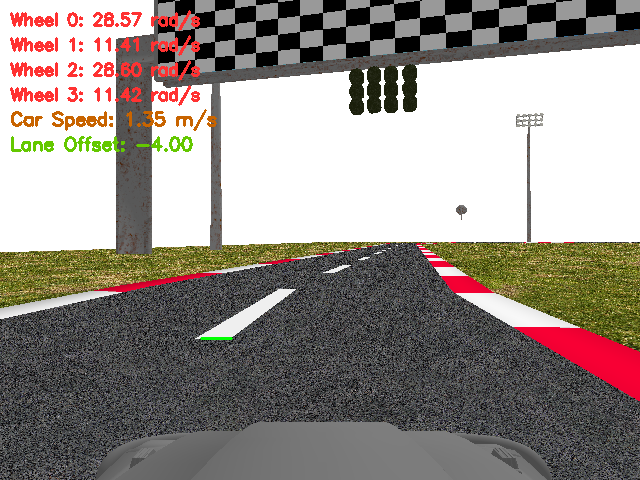 Wheel 0: 28.57 rad/s
Wheel 1: 11.41 rad/s
Wheel 2: 28.60 rad/s
Wheel 3: 11.42 rad/s
Car Speed: 1.35 m/s
Lane Offset: -4.00